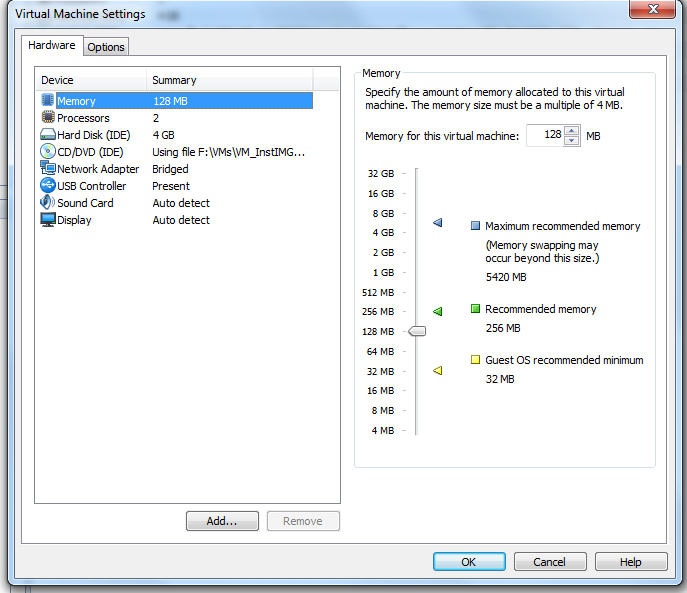 Virtual Machine Settings
Hardware
Options
Device Summary
Memory 128 MB
Processors 2
Hard Disk (IDE) 4 GB
CD/DVD (IDE) Using file F:\VMs\VM_InstIMG...
Network Adapter Bridged
USB Controller Present
Sound Card Auto detect
Display Auto detect
Add...
Remove
Memory
Specify the amount of memory allocated to this virtual
machine. The memory size must be a multiple of 4 MB.
Memory for this virtual machine: 128 MB
32 GB
16 GB
8 GB
4 GB
2 GB
1 GB
512 MB
256 MB
128 MB
64 MB
32 MB
16 MB
8 MB
4 MB
Maximum recommended memory
(Memory swapping may
occur beyond this size.)
5420 MB
Recommended memory
256 MB
Guest OS recommended minimum
32 MB
OK
Cancel
Help